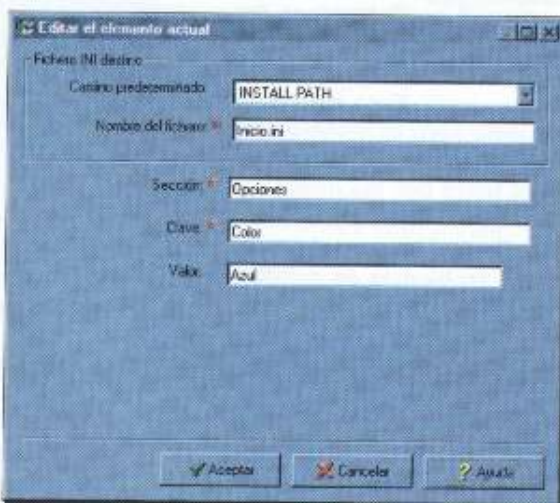 Editar el elemento actual
Fichero INI destino
Camino predeterminado
INSTALL PATH
Nombre del fichero *
Inicio.ini
Sección *
Opciones
Clave *
Color
Valor
Azul
Aceptar
Cancelar
? Ayuda